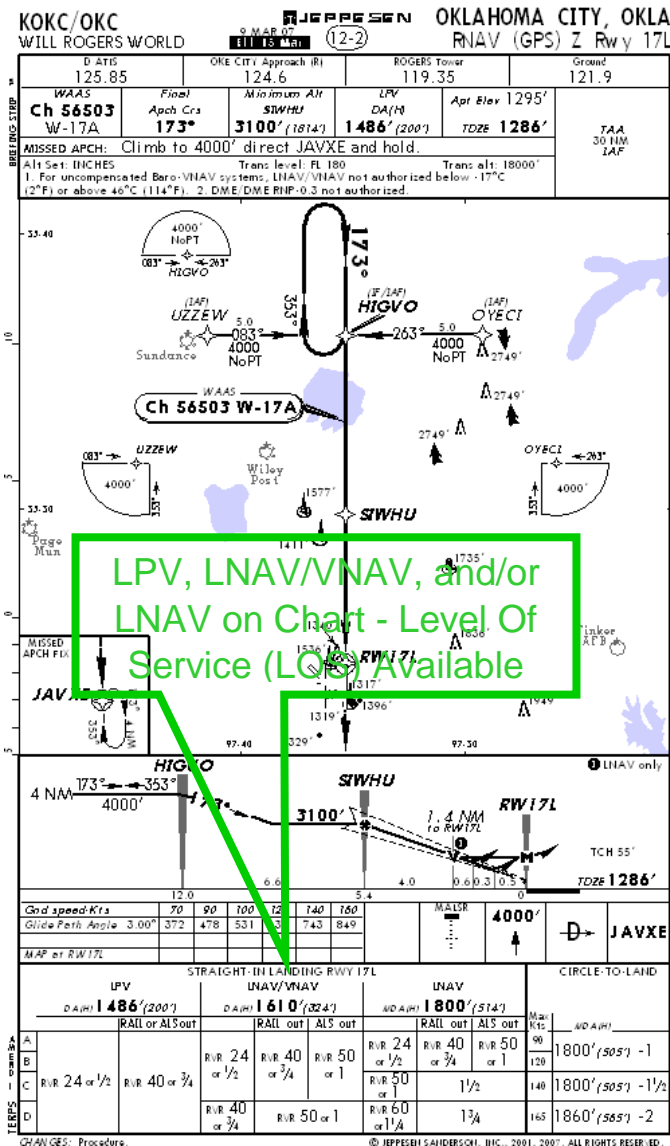 KOKC/OKC
WILL ROGERS WORLD
JEPPESEN
9 MAR 07
Eff 15 Mar
12-2
OKLAHOMA CITY, OKLA
RNAV (GPS) Z Rwy 17L
BRIEFING STRIP
D ATIS
125.85
OKE CITY Approach (R)
124.6
ROGERS Tower
119.35
Ground
121.9
WAAS
Ch 56503
W-17A
Final
Apch Crs
173°
Minimum Alt
SIWHU
3100' (1814')
LPV
DA(H)
1486' (200')
Apt Elev 1295'
TDZE 1286'
TAA
30 NM
IAF
MISSED APCH: Climb to 4000' direct JAVXE and hold.
Alt Set: INCHES Trans level: FL 180 Trans alt: 18000'
1. For uncompensated Baro-VNAV systems, LNAV/VNAV not authorized below -17°C
(2°F) or above 46°C (114°F). 2. DME/DME RNP-0.3 not authorized.
33-40
4000'
NoPT
083° 263°
HIGVO
173°
353°
(IF/IAF)
HIGVO
(IAF)
UZZEW
5.0
083°
4000
NoPT
Sundance
(IAF)
OYECI
5.0
263°
4000
NoPT
2749'
2749'
2749'
10
WAAS
Ch 56503 W-17A
083° UZZEW
4000'
353°
Wiley
Post
OYECI
263°
4000'
353°
5
33-30
1577'
SIWHU
1411'
Page
Mun
1735'
LPV, LNAV/VNAV, and/or
LNAV on Chart - Level Of
Service (LOS) Available
0
1536'
RW17L
1317'
1396'
1319'
1329'
1949'
Tinker
AFB
MISSED
APCH FIX
JAVXE
353°
4 NM
5
97-40
97-30
HIGVO
4 NM
173° 353°
4000'
173°
3100'
SIWHU
1.4 NM
to RW17L
1
V
M
RW17L
1 LNAV only
TCH 55'
TDZE 1286'
12.0
6.6
5.4
4.0
0.6
0.3
0.5
0
Gnd speed-Kts 70 90 100 140 160
Glide Path Angle 3.00° 372 478 531 743 849
MAP at RW17L
MALSR
4000'
D
JAVXE
STRAIGHT-IN LANDING RWY 17L
CIRCLE-TO-LAND
LPV
DA(H) 1486' (200')
RAIL or ALS out
LNAV/VNAV
DA(H) 1610' (324')
RAIL out
ALS out
LNAV
MDA(H) 1800' (514')
RAIL out
ALS out
Max
Kts
MDA(H)
A
B
C
D
RVR 24 or 1/2
RVR 40 or 3/4
RVR 24
or 1/2
RVR 40
or 3/4
RVR 50
or 1
RVR 40
or 3/4
RVR 50 or 1
RVR 24
or 1/2
RVR 40
or 3/4
RVR 50
or 1
RVR 50
or 1
1 1/2
RVR 60
or 1 1/4
1 3/4
90
120
1800' (505') -1
140
1800' (505') -1 1/2
165
1860' (565') -2
TERPS
AMEND 1
CHANGES: Procedure.
© JEPPESEN SANDERSON, INC., 2001, 2007. ALL RIGHTS RESERVED.